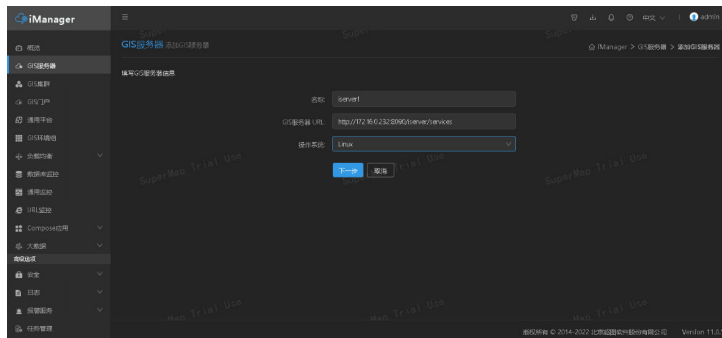 iManager
中文
admin
概览
GIS服务器
GIS集群
GIS门户
通用平台
GIS环境组
负载均衡
数据库监控
通用监控
URL监控
Compose应用
大数据
高级选项
安全
日志
报警服务
任务管理
GIS服务器 添加GIS服务器
iManager > GIS服务器 > 添加GIS服务器
填写GIS服务器信息
名称: iserver1
GIS服务器 URL: http://172.16.0.232:8090/iserver/services
操作系统: Linux
下一步 取消
SuperMap Trial Use
版权所有 © 2014-2022 北京超图软件股份有限公司